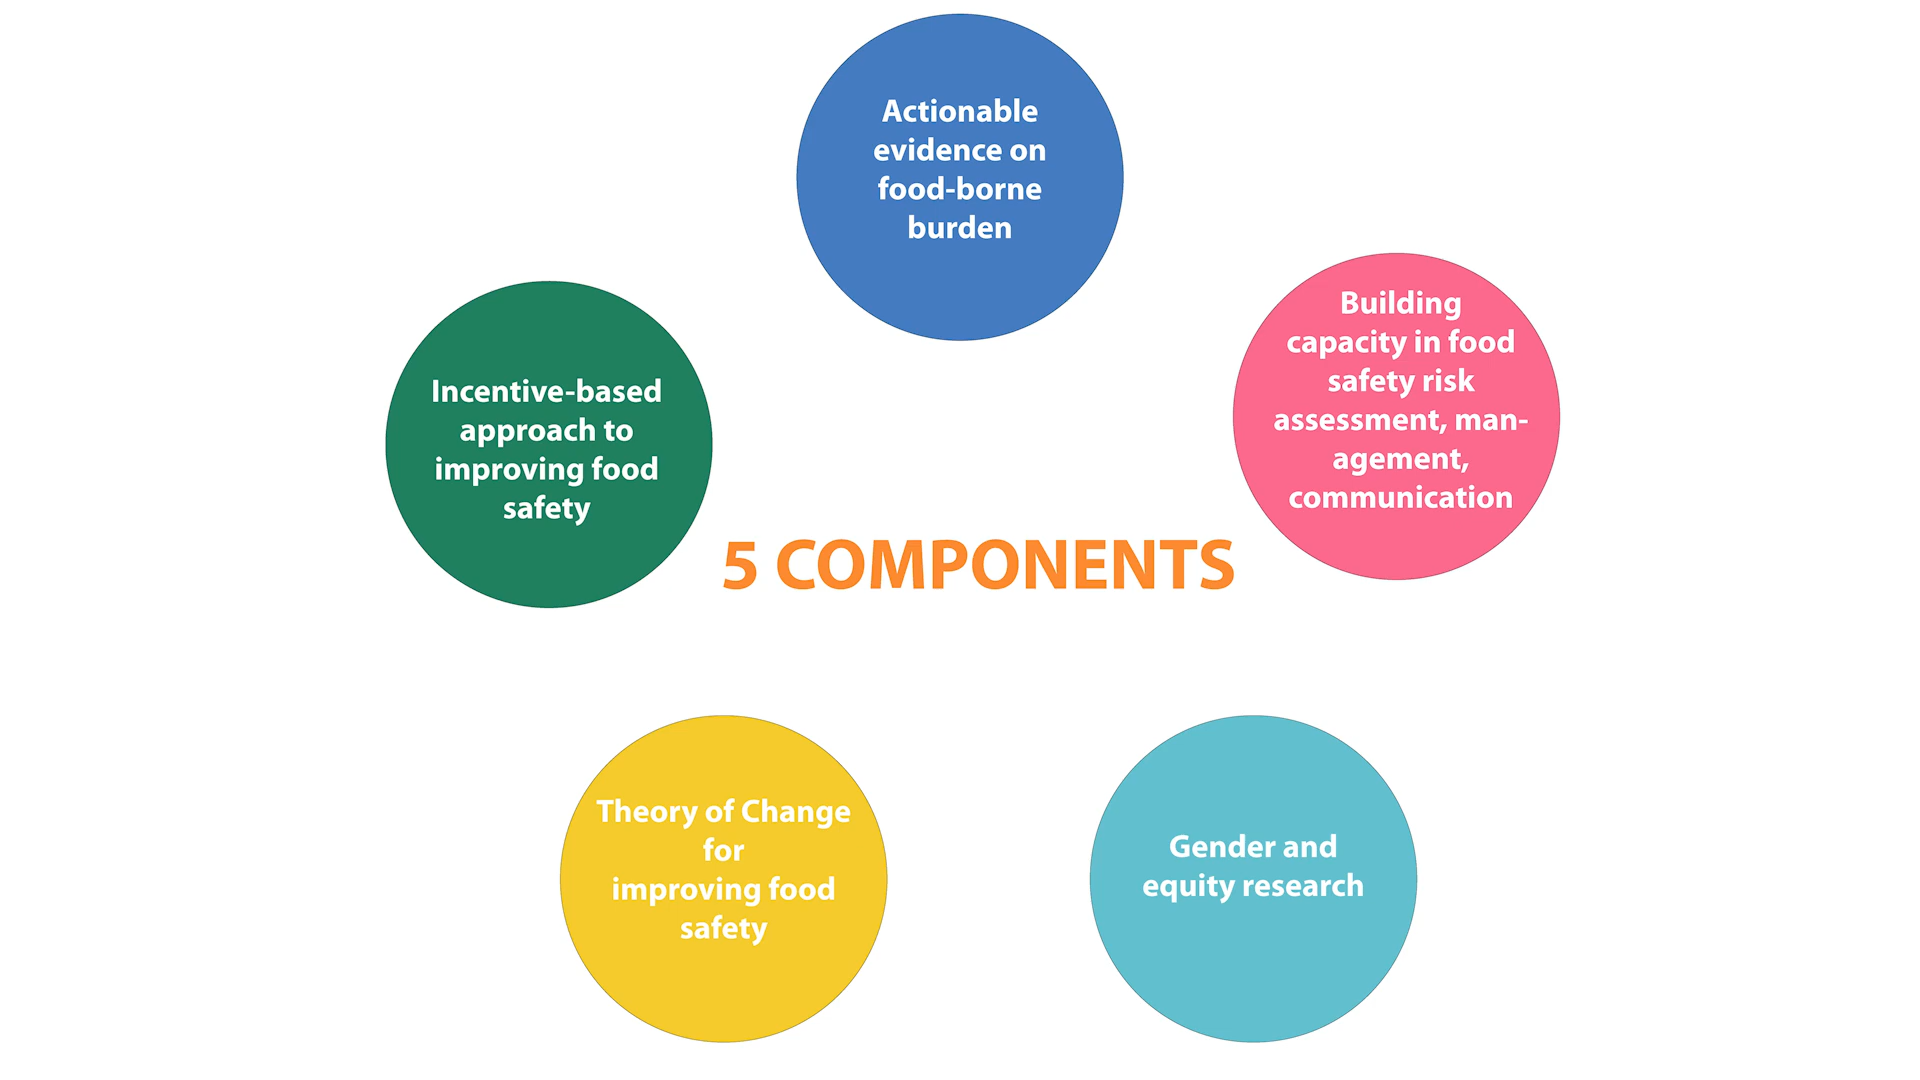 Actionable
evidence on
food-borne
burden
Building
capacity in food
safety risk
assessment, man-
agement,
communication
Incentive-based
approach to
improving food
safety
5 COMPONENTS
Theory of Change
for
improving food
safety
Gender and
equity research